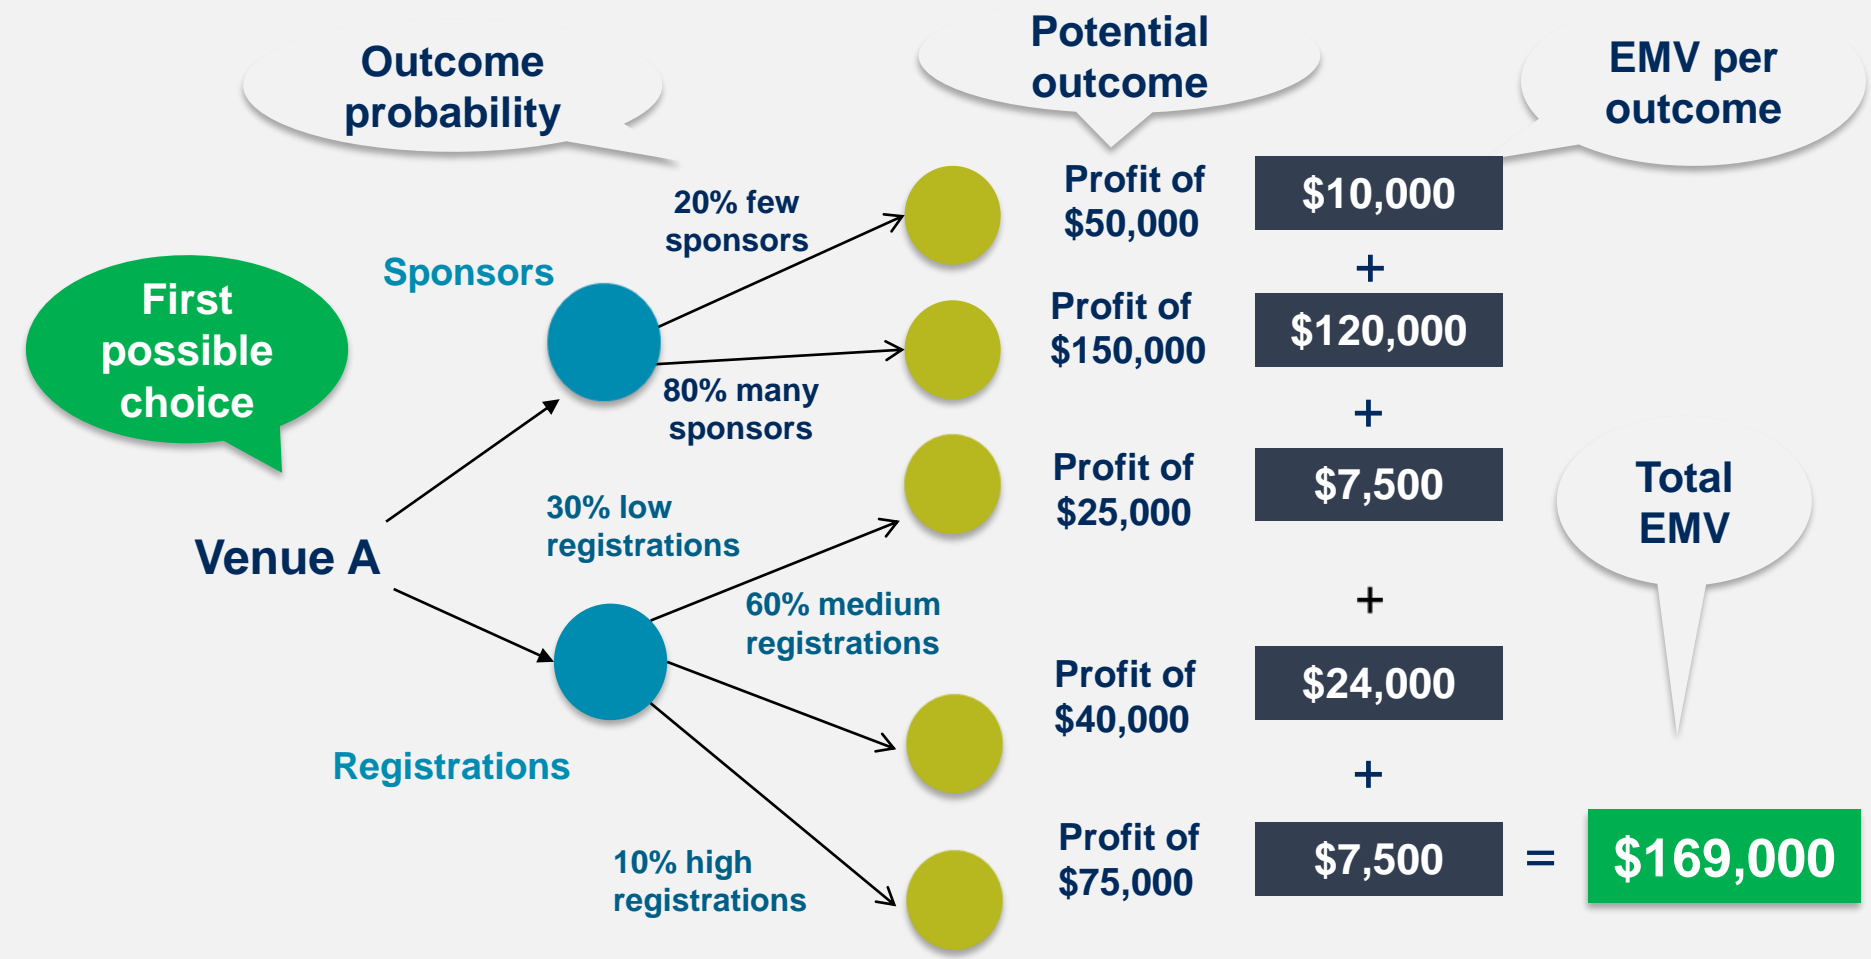 Outcome
probability
Potential
outcome
EMV per
outcome
First
possible
choice
Venue A
Sponsors
20% few
sponsors
80% many
sponsors
Registrations
30% low
registrations
60% medium
registrations
10% high
registrations
Profit of
$50,000
$10,000
+
Profit of
$150,000
$120,000
+
Profit of
$25,000
$7,500
+
Profit of
$40,000
$24,000
+
Profit of
$75,000
$7,500
=
$169,000
Total
EMV